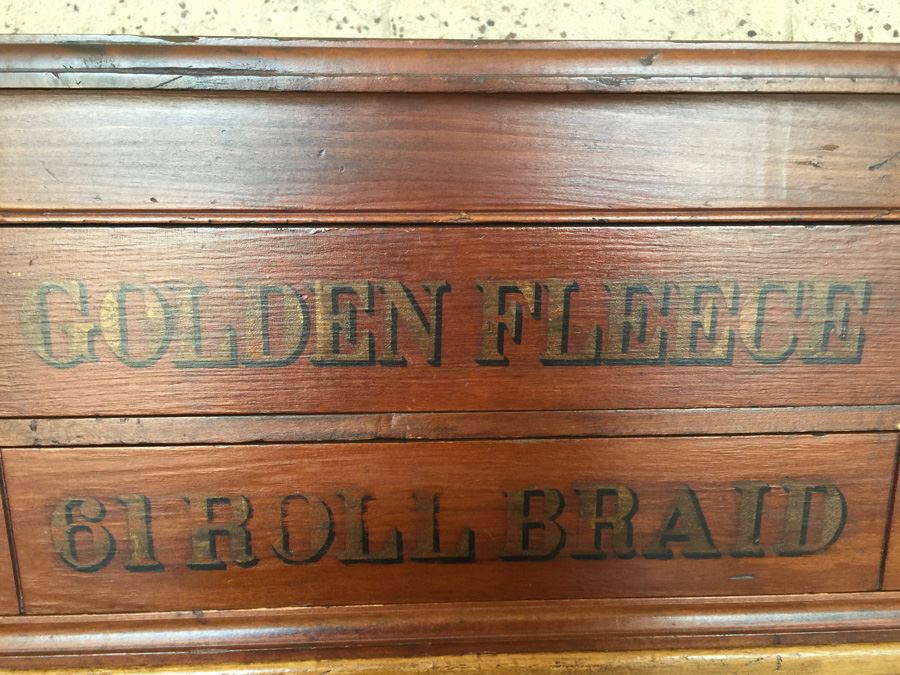 GOLDEN FLEECE
61 ROLL BRAID